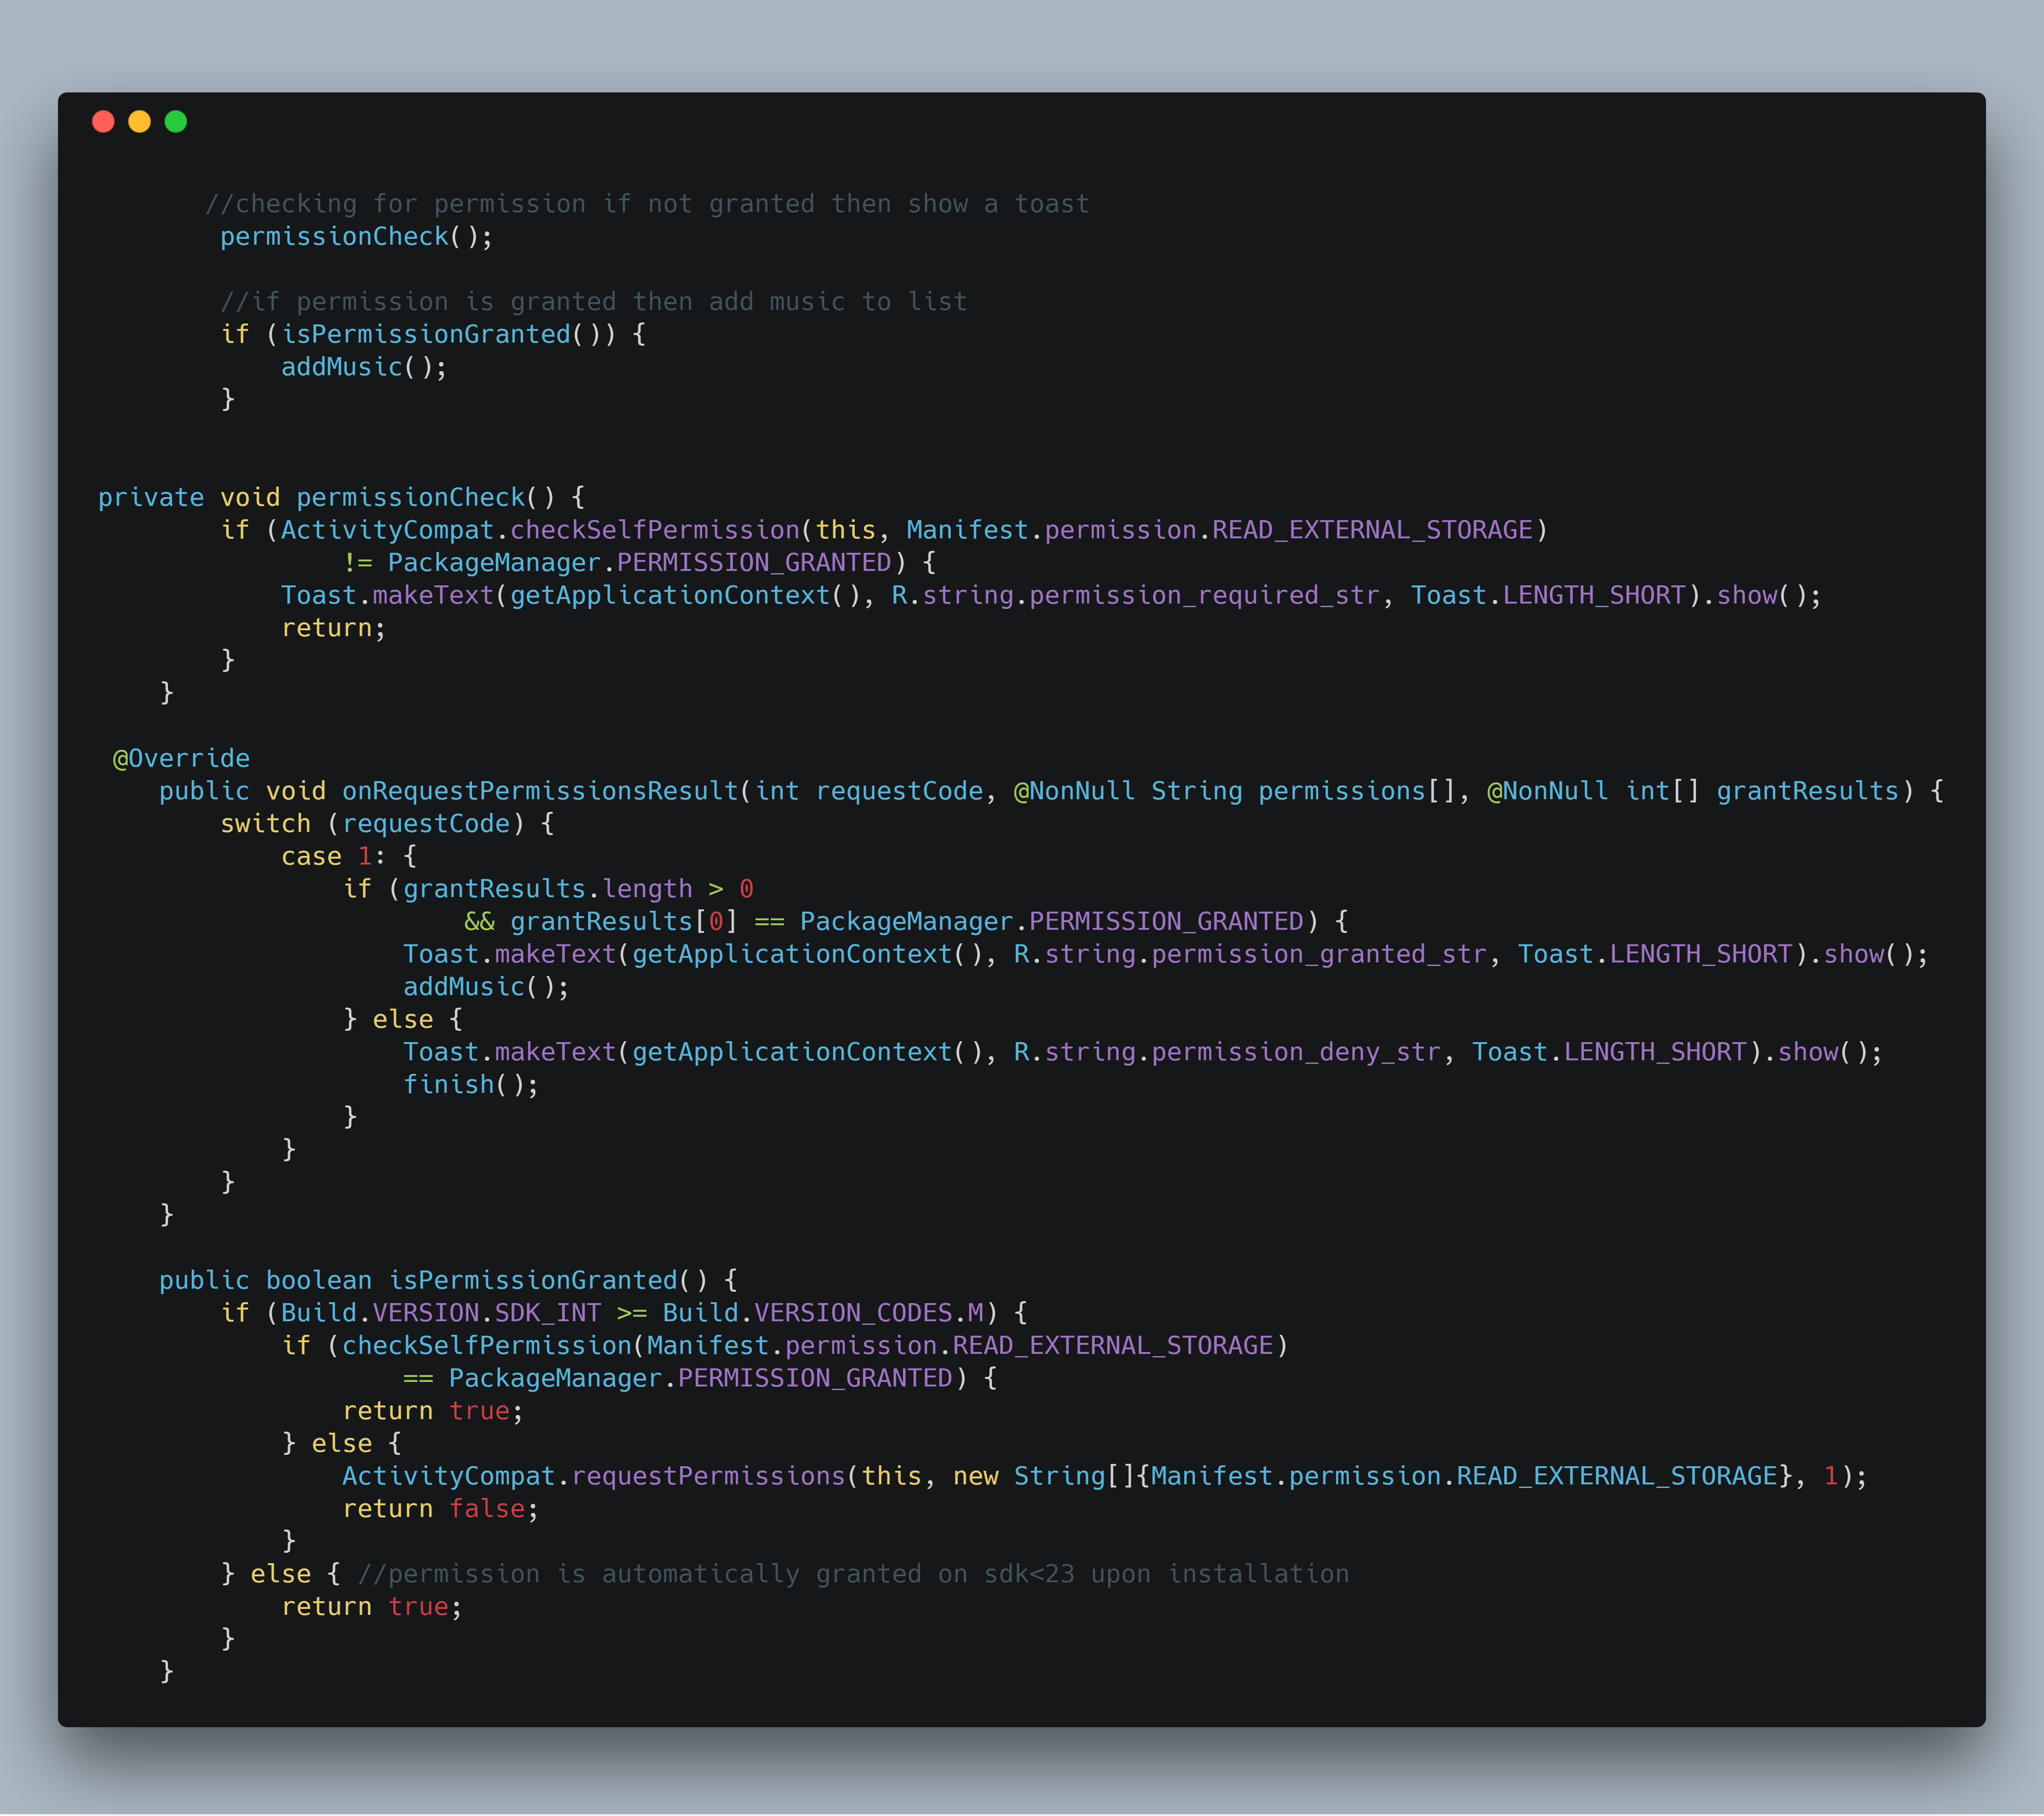 //checking for permission if not granted then show a toast
permissionCheck();
//if permission is granted then add music to list
if (isPermissionGranted()) {
addMusic();
}
private void permissionCheck() {
if (ActivityCompat.checkSelfPermission(this, Manifest.permission.READ_EXTERNAL_STORAGE)
!= PackageManager.PERMISSION_GRANTED) {
Toast.makeText(getApplicationContext(), R.string.permission_required_str, Toast.LENGTH_SHORT).show();
return;
}
}
@Override
public void onRequestPermissionsResult(int requestCode, @NonNull String permissions[], @NonNull int[] grantResults) {
switch (requestCode) {
case 1: {
if (grantResults.length > 0
&& grantResults[0] == PackageManager.PERMISSION_GRANTED) {
Toast.makeText(getApplicationContext(), R.string.permission_granted_str, Toast.LENGTH_SHORT).show();
addMusic();
} else {
Toast.makeText(getApplicationContext(), R.string.permission_deny_str, Toast.LENGTH_SHORT).show();
finish();
}
}
}
}
public boolean isPermissionGranted() {
if (Build.VERSION.SDK_INT >= Build.VERSION_CODES.M) {
if (checkSelfPermission(Manifest.permission.READ_EXTERNAL_STORAGE)
== PackageManager.PERMISSION_GRANTED) {
return true;
} else {
ActivityCompat.requestPermissions(this, new String[]{Manifest.permission.READ_EXTERNAL_STORAGE}, 1);
return false;
}
} else { //permission is automatically granted on sdk<23 upon installation
return true;
}
}